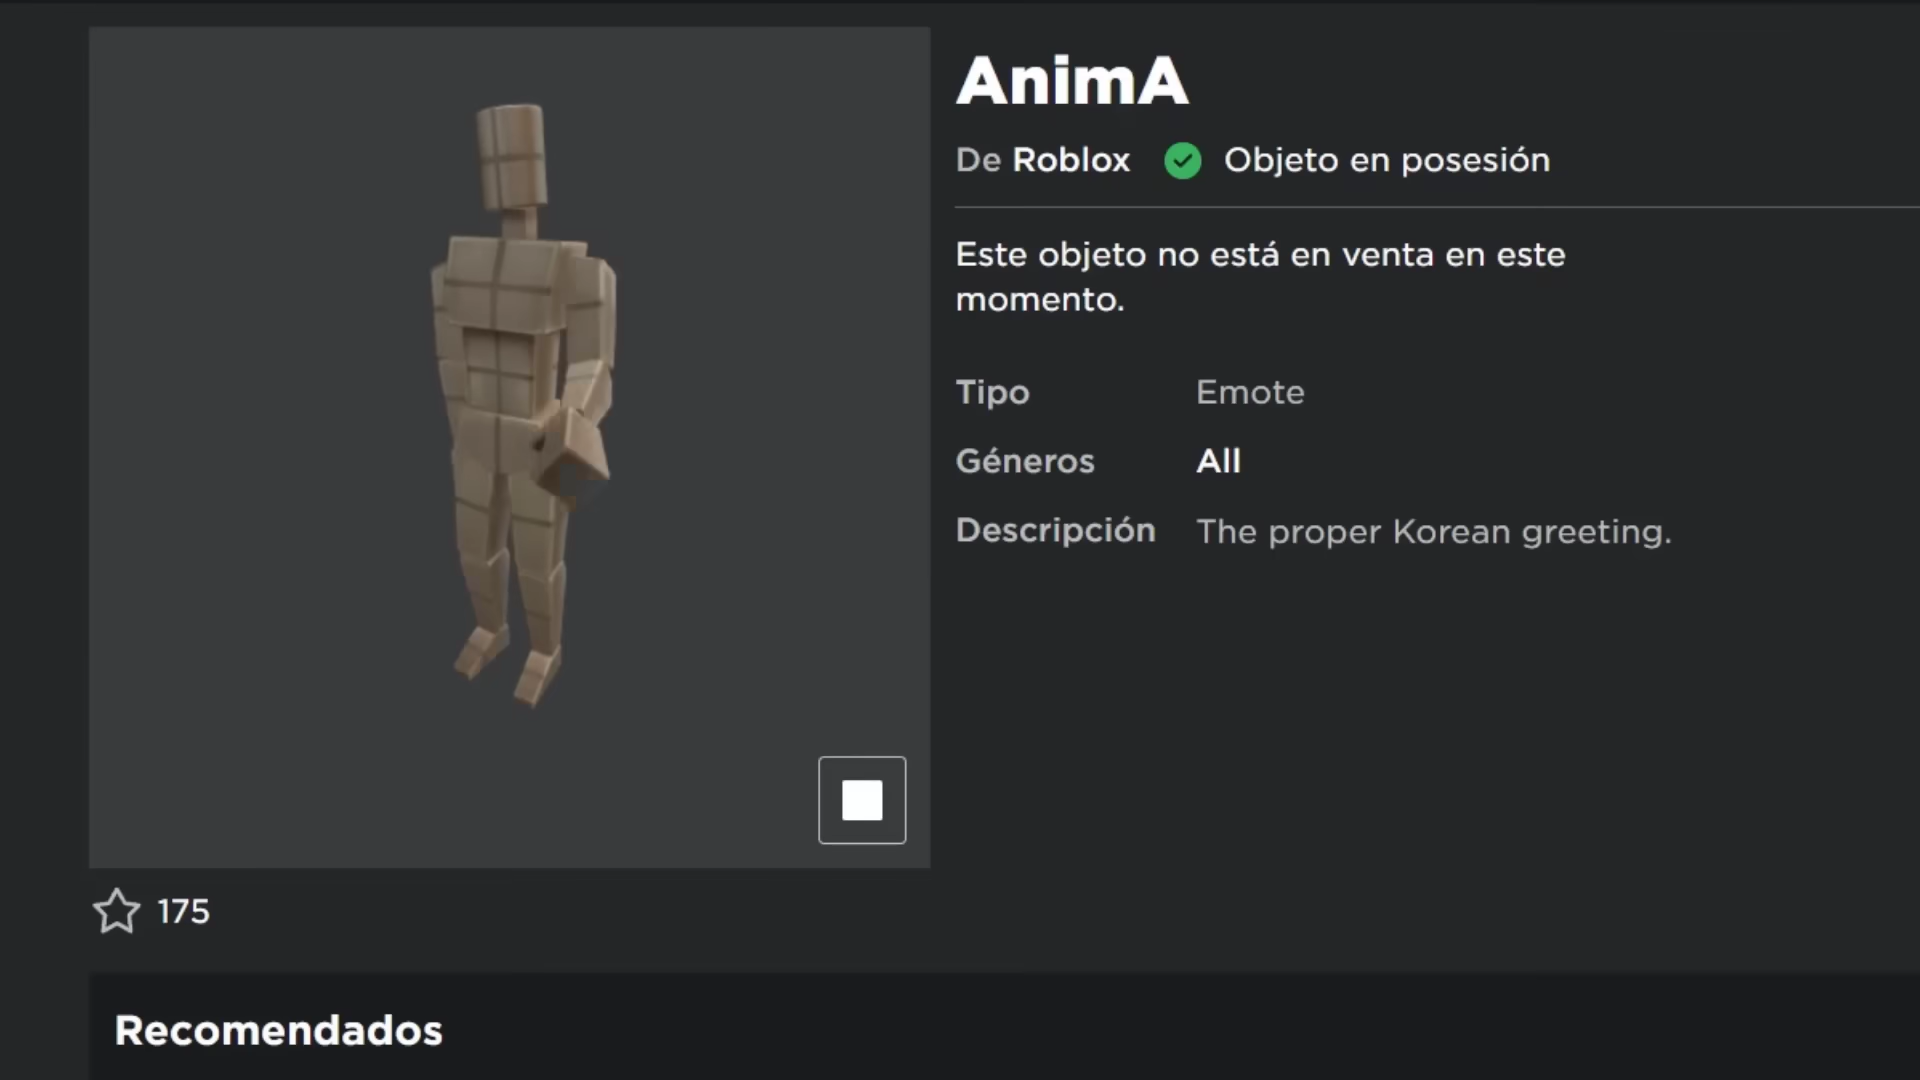 AnimA
De Roblox Objeto en posesión
Este objeto no está en venta en este
momento.
Tipo Emote
Géneros All
Descripción The proper Korean greeting.
175
Recomendados